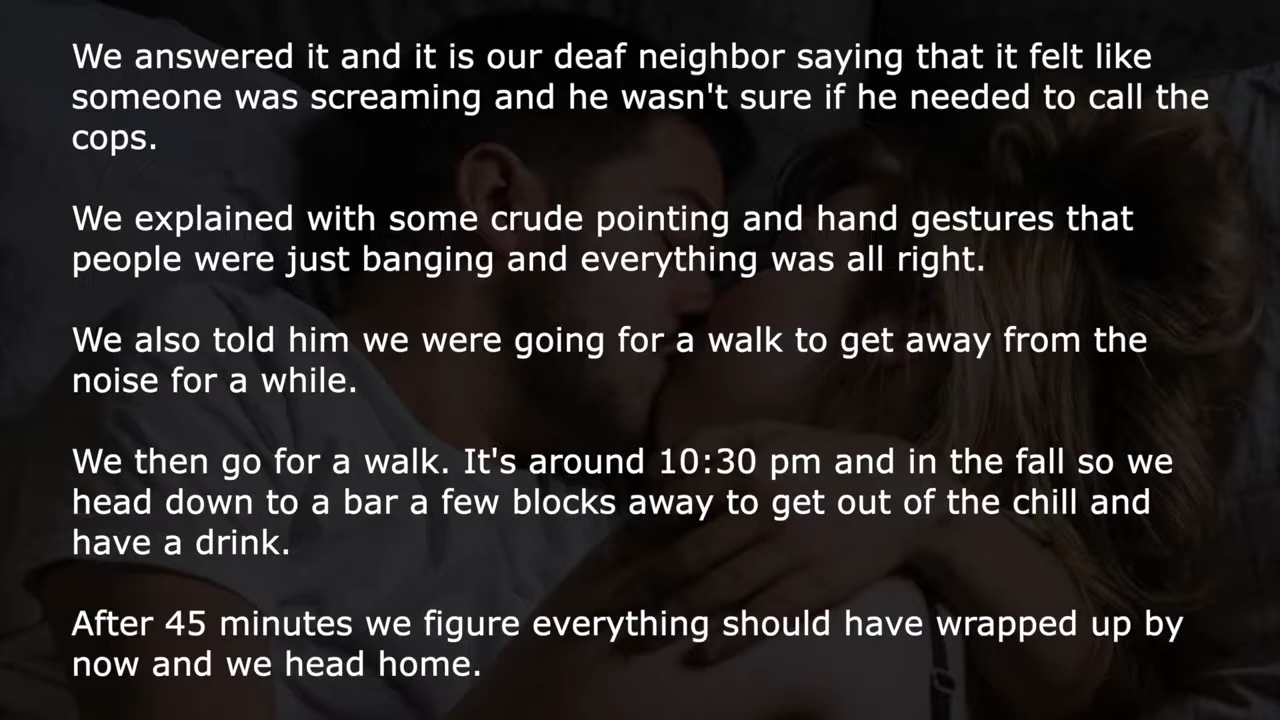 We answered it and it is our deaf neighbor saying that it felt like
someone was screaming and he wasn't sure if he needed to call the
cops.
We explained with some crude pointing and hand gestures that
people were just banging and everything was all right.
We also told him we were going for a walk to get away from the
noise for a while.
We then go for a walk. It's around 10:30 pm and in the fall so we
head down to a bar a few blocks away to get out of the chill and
have a drink.
After 45 minutes we figure everything should have wrapped up by
now and we head home.